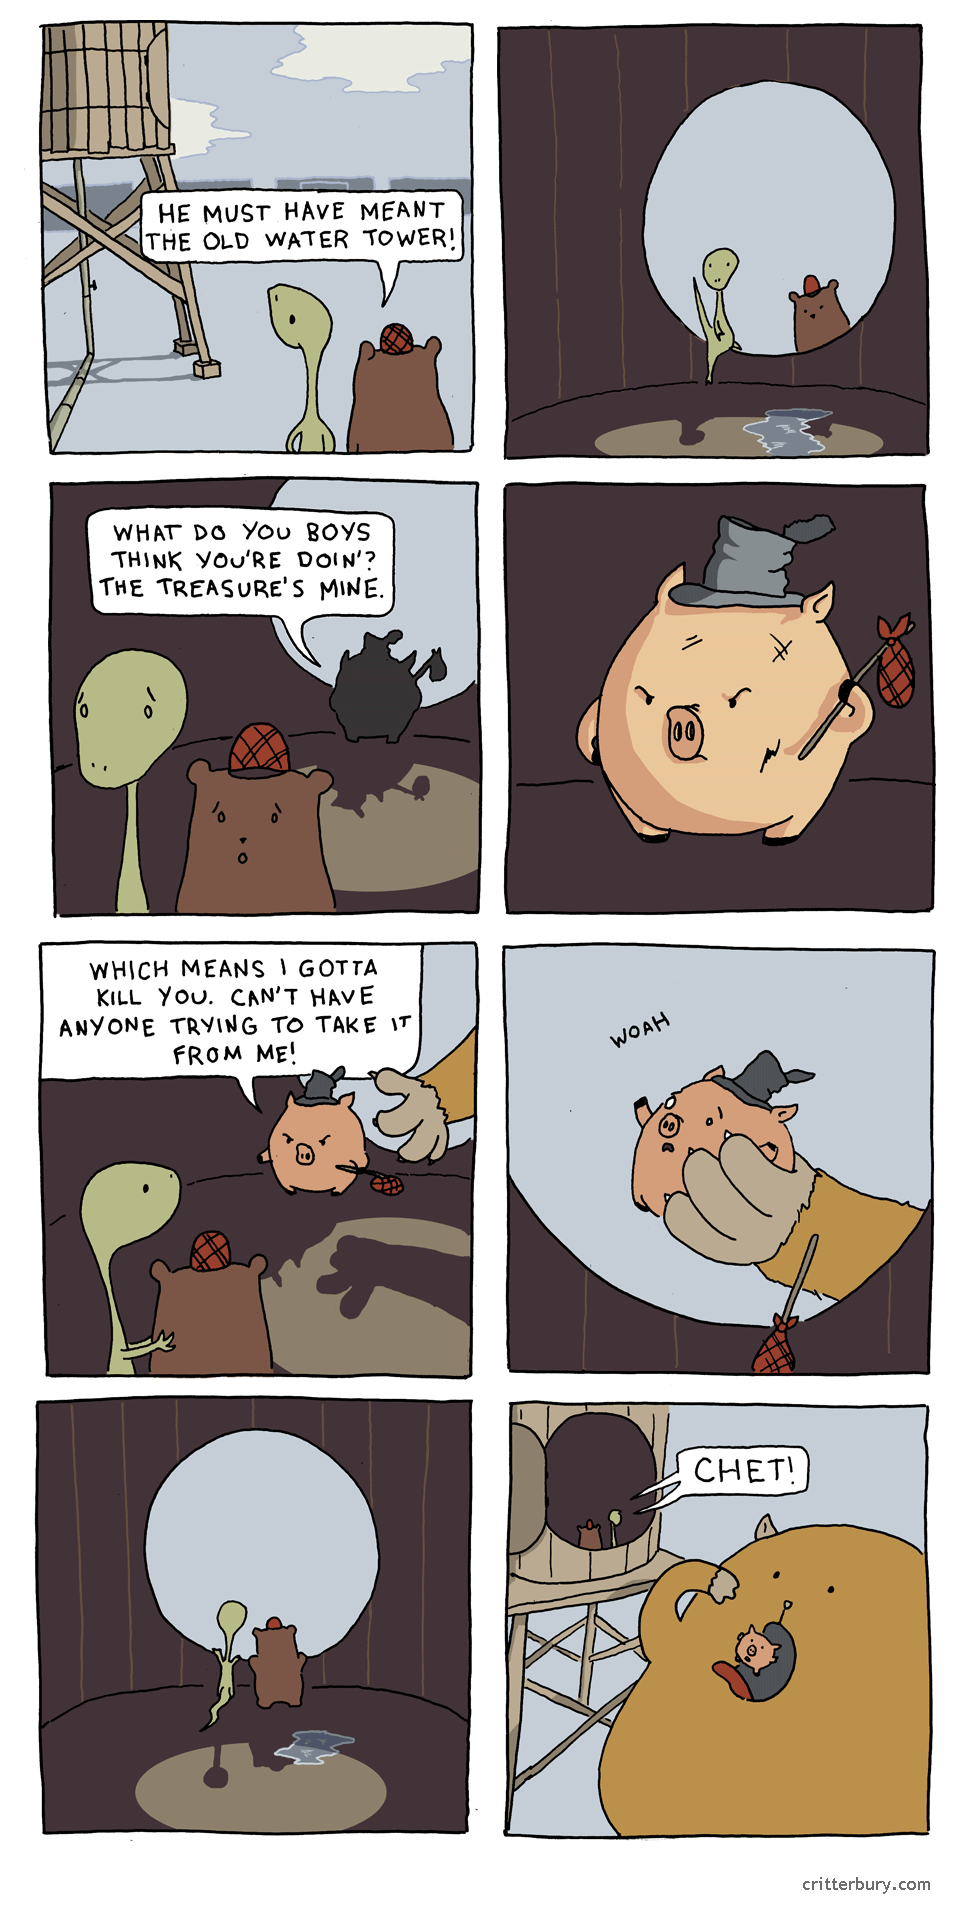 HE MUST HAVE MEANT
THE OLD WATER TOWER!
WHAT DO YOU BOYS
THINK YOU'RE DOIN'?
THE TREASURE'S MINE.
WHICH MEANS I GOTTA
KILL YOU. CAN'T HAVE
ANYONE TRYING TO TAKE IT
FROM ME!
WOAH
CHET!
critterbury.com